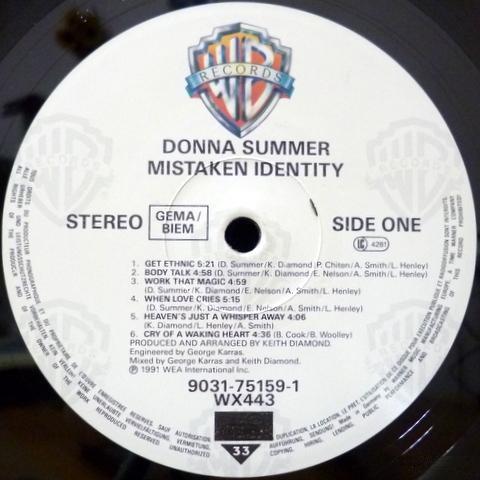 WB
RECORDS
DONNA SUMMER
MISTAKEN IDENTITY
STEREO
GEMA/
BIEM
SIDE ONE
LC 4281
1. GET ETHNIC 5:21 (D. Summer/K. Diamond/P. Chiten/A. Smith/L. Henley)
2. BODY TALK 4:58 (D. Summer/K. Diamond/E. Nelson/A. Smith/L. Henley)
3. WORK THAT MAGIC 4:59
(D. Summer/K. Diamond/E. Nelson/A. Smith/L. Henley)
4. WHEN LOVE CRIES 5:15
(D. Summer/K. Diamond/E. Nelson/A. Smith/L. Henley)
5. HEAVEN'S JUST A WHISPER AWAY 4:06
(K. Diamond/L. Henley/A. Smith)
6. CRY OF A WAKING HEART 4:36 (B. Cook/B. Woolley)
PRODUCED AND ARRANGED BY KEITH DIAMOND.
Engineered by George Karras.
Mixed by George Karras and Keith Diamond.
℗ 1991 WEA International Inc.
9031-75159-1
WX443
33